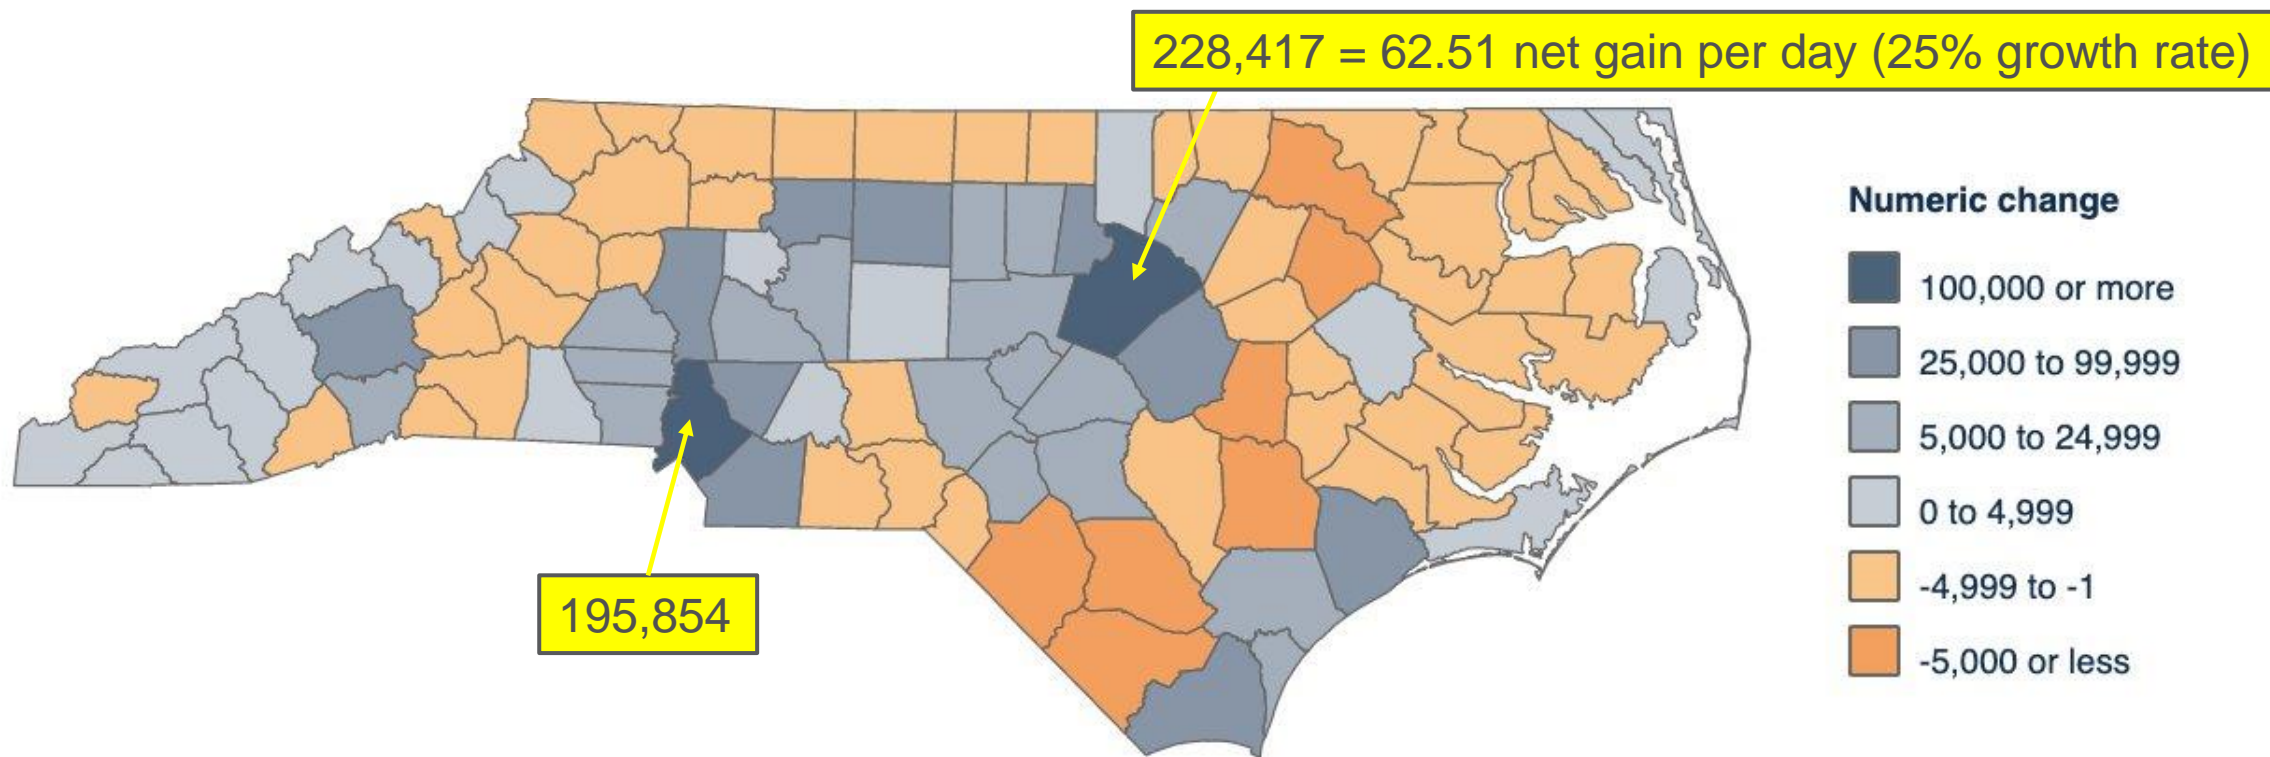 228,417 = 62.51 net gain per day (25% growth rate)
195,854
Numeric change
100,000 or more
25,000 to 99,999
5,000 to 24,999
0 to 4,999
-4,999 to -1
-5,000 or less